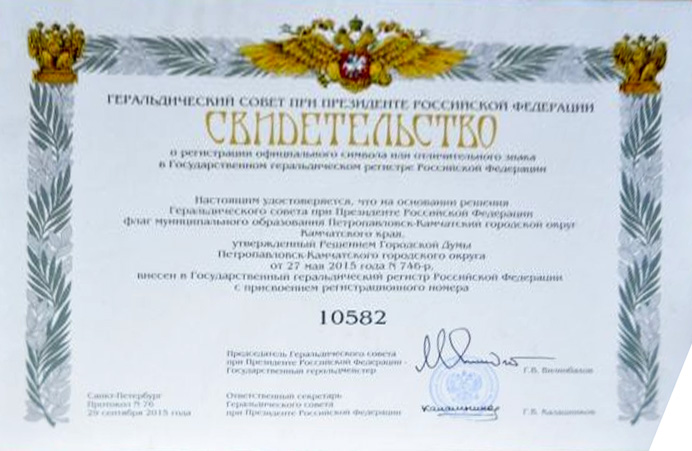 ГЕРАЛЬДИЧЕСКИЙ СОВЕТ ПРИ ПРЕЗИДЕНТЕ РОССИЙСКОЙ ФЕДЕРАЦИИ
СВИДЕТЕЛЬСТВО
о регистрации официального символа или отличительного знака
в Государственном геральдическом регистре Российской Федерации
Настоящим удостоверяется, что на основании решения
Геральдического совета при Президенте Российской Федерации
флаг муниципального образования Петропавловск-Камчатский городской округ
Камчатского края,
утвержденный Решением Городской Думы
Петропавловск-Камчатского городского округа
от 27 мая 2015 года N 746-р,
внесен в Государственный геральдический регистр Российской Федерации
с присвоением регистрационного номера
10582
Председатель Геральдического совета
при Президенте Российской Федерации -
Государственный герольдмейстер
Г.В. Вилинбахов
Санкт-Петербург
Протокол N 76
29 сентября 2015 года
Ответственный секретарь
Геральдического совета
при Президенте Российской Федерации
Г.В. Калашников